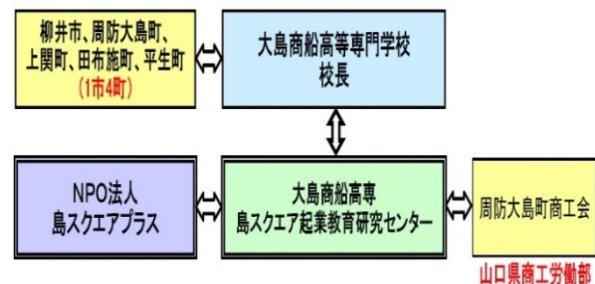 柳井市、周防大島町、
上関町、田布施町、平生町
(1市4町)
大島商船高等専門学校
校長
NPO法人
島スクエアプラス
大島商船高専
島スクエア起業教育研究センター
周防大島町商工会
山口県商工労働部